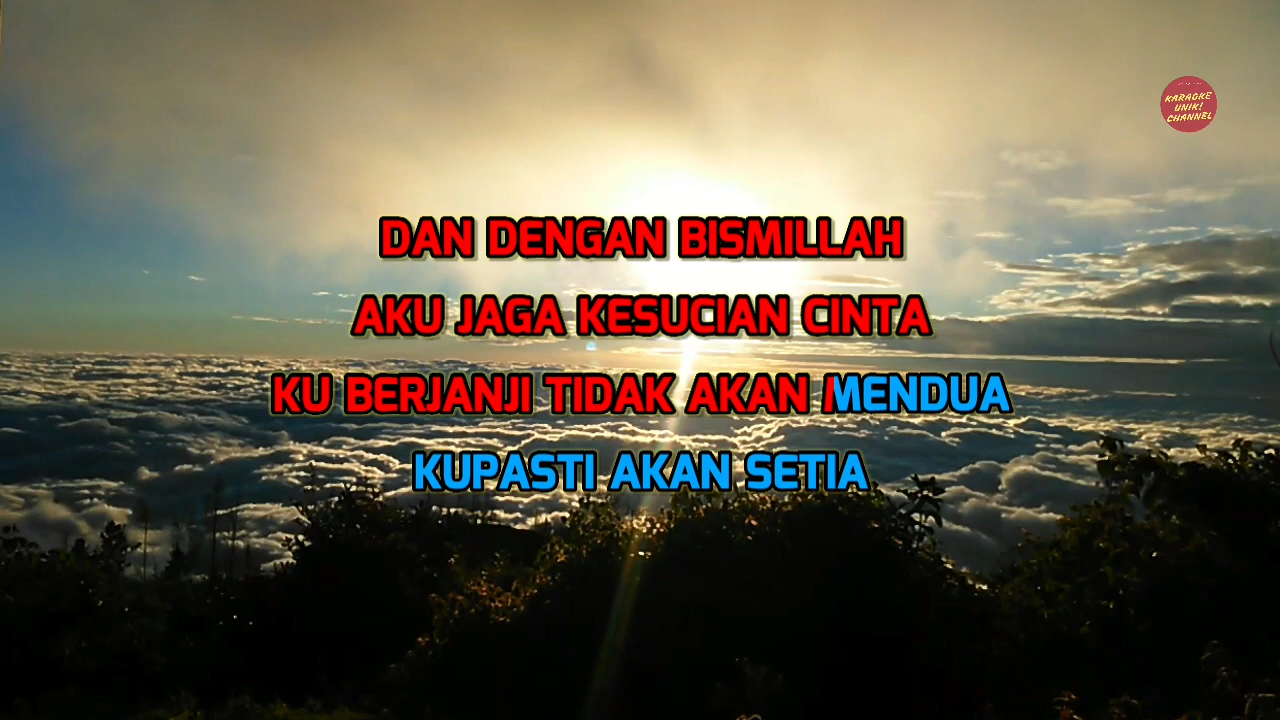 KARAOKE
UNIK!
CHANNEL
DAN DENGAN BISMILLAH
AKU JAGA KESUCIAN CINTA
KU BERJANJI TIDAK AKAN MENDUA
KUPASTI AKAN SETIA